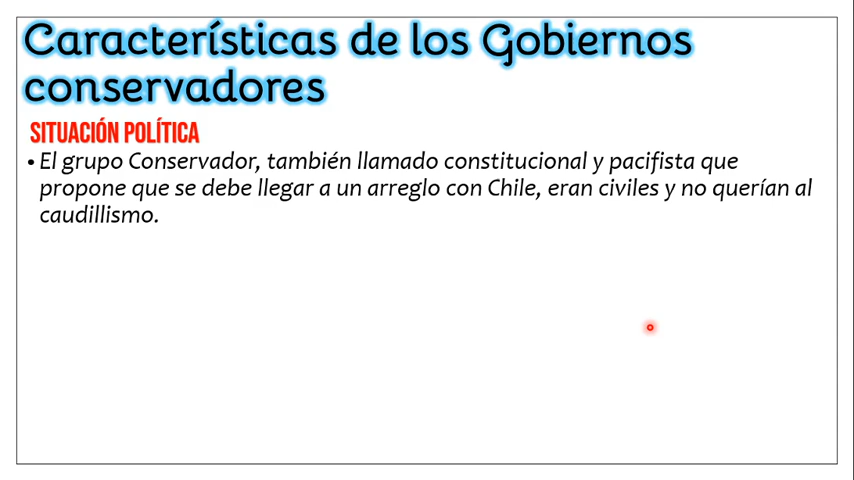 Características de los Gobiernos
conservadores
SITUACIÓN POLÍTICA
• El grupo Conservador, también llamado constitucional y pacifista que
propone que se debe llegar a un arreglo con Chile, eran civiles y no querían al
caudillismo.